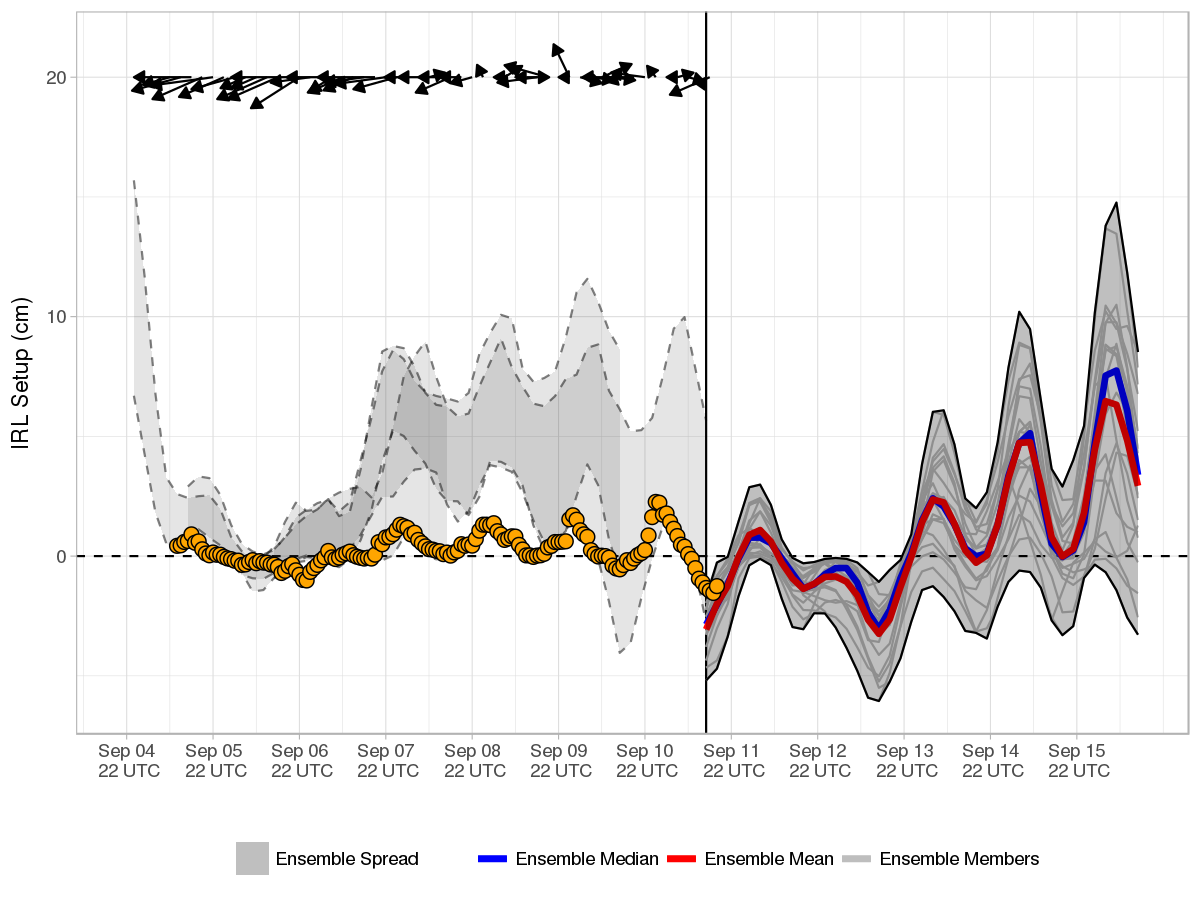 IRL Setup (cm)
20
10
0
Sep 04 Sep 05 Sep 06 Sep 07 Sep 08 Sep 09 Sep 10 Sep 11 Sep 12 Sep 13 Sep 14 Sep 15
22 UTC 22 UTC 22 UTC 22 UTC 22 UTC 22 UTC 22 UTC 22 UTC 22 UTC 22 UTC 22 UTC 22 UTC
Ensemble Spread Ensemble Median Ensemble Mean Ensemble Members